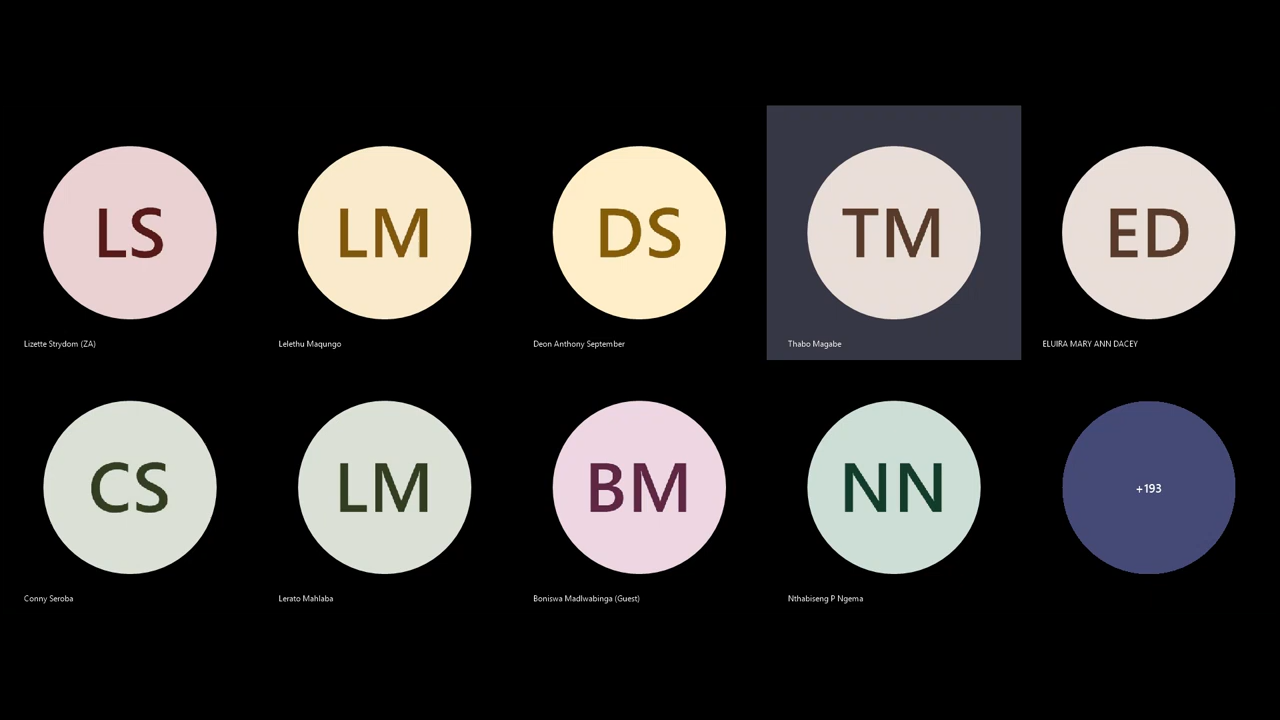 LS
LM
DS
TM
ED
Lizette Strydom (ZA)
Lelethu Maqungo
Deon Anthony September
Thabo Magabe
ELUIRA MARY ANN DACEY
CS
LM
BM
NN
+193
Conny Seroba
Lerato Mahlaba
Boniswa Madlwabinga (Guest)
Nthabiseng P Ngema